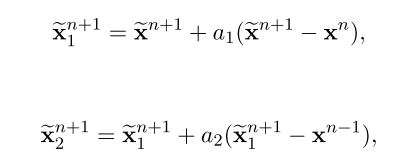 x̃₁ⁿ⁺¹ = x̃ⁿ⁺¹ + a₁(x̃ⁿ⁺¹ − xⁿ),
x̃₂ⁿ⁺¹ = x̃₁ⁿ⁺¹ + a₂(x̃₁ⁿ⁺¹ − xⁿ⁻¹),